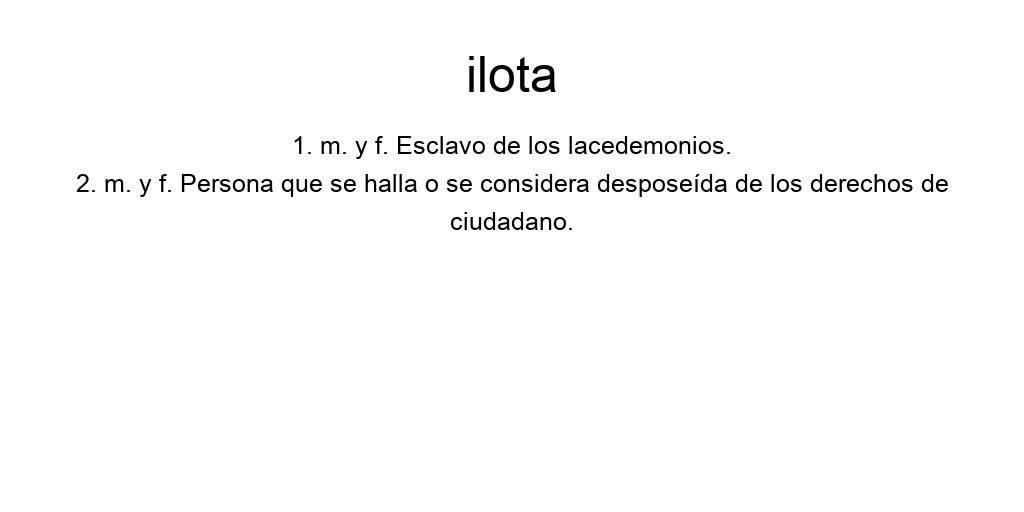 ilota
1. m. y f. Esclavo de los lacedemonios.
2. m. y f. Persona que se halla o se considera desposeída de los derechos de
ciudadano.